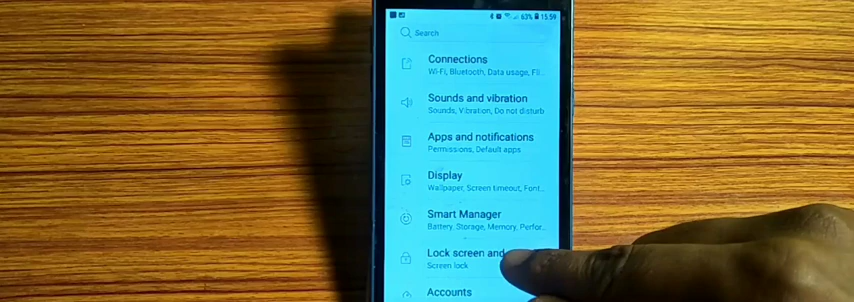 63% 15:59
Search
Connections
Wi-Fi, Bluetooth, Data usage, Fli...
Sounds and vibration
Sounds, Vibration, Do not disturb
Apps and notifications
Permissions, Default apps
Display
Wallpaper, Screen timeout, Font...
Smart Manager
Battery, Storage, Memory, Perfor...
Lock screen and
Screen lock
Accounts